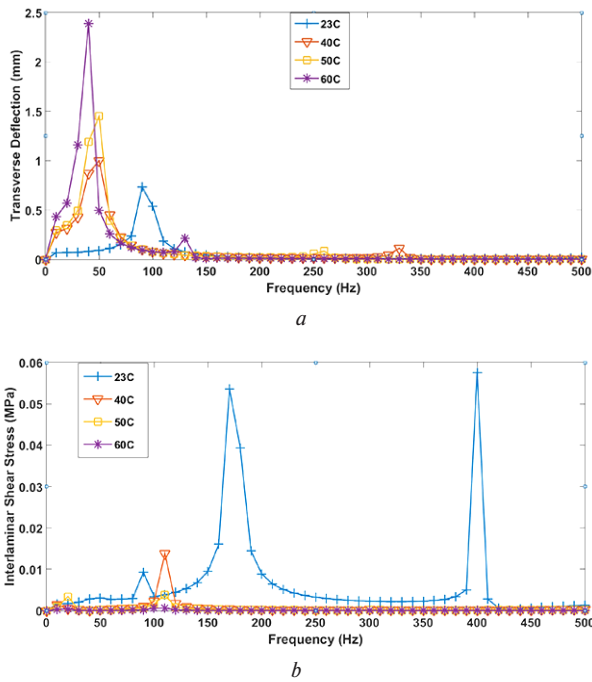 2.5
2
1.5
1
0.5
0
Transverse Deflection (mm)
23C
40C
50C
60C
0 50 100 150 200 250 300 350 400 450 500
Frequency (Hz)
a
0.06
0.05
0.04
0.03
0.02
0.01
0
Interlaminar Shear Stress (MPa)
23C
40C
50C
60C
0 50 100 150 200 250 300 350 400 450 500
Frequency (Hz)
b